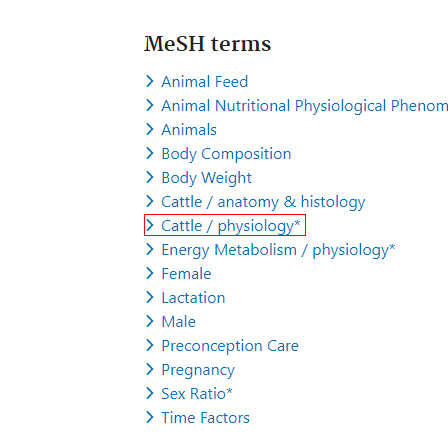 MeSH terms
Animal Feed
Animal Nutritional Physiological Phenom
Animals
Body Composition
Body Weight
Cattle / anatomy & histology
Cattle / physiology*
Energy Metabolism / physiology*
Female
Lactation
Male
Preconception Care
Pregnancy
Sex Ratio*
Time Factors